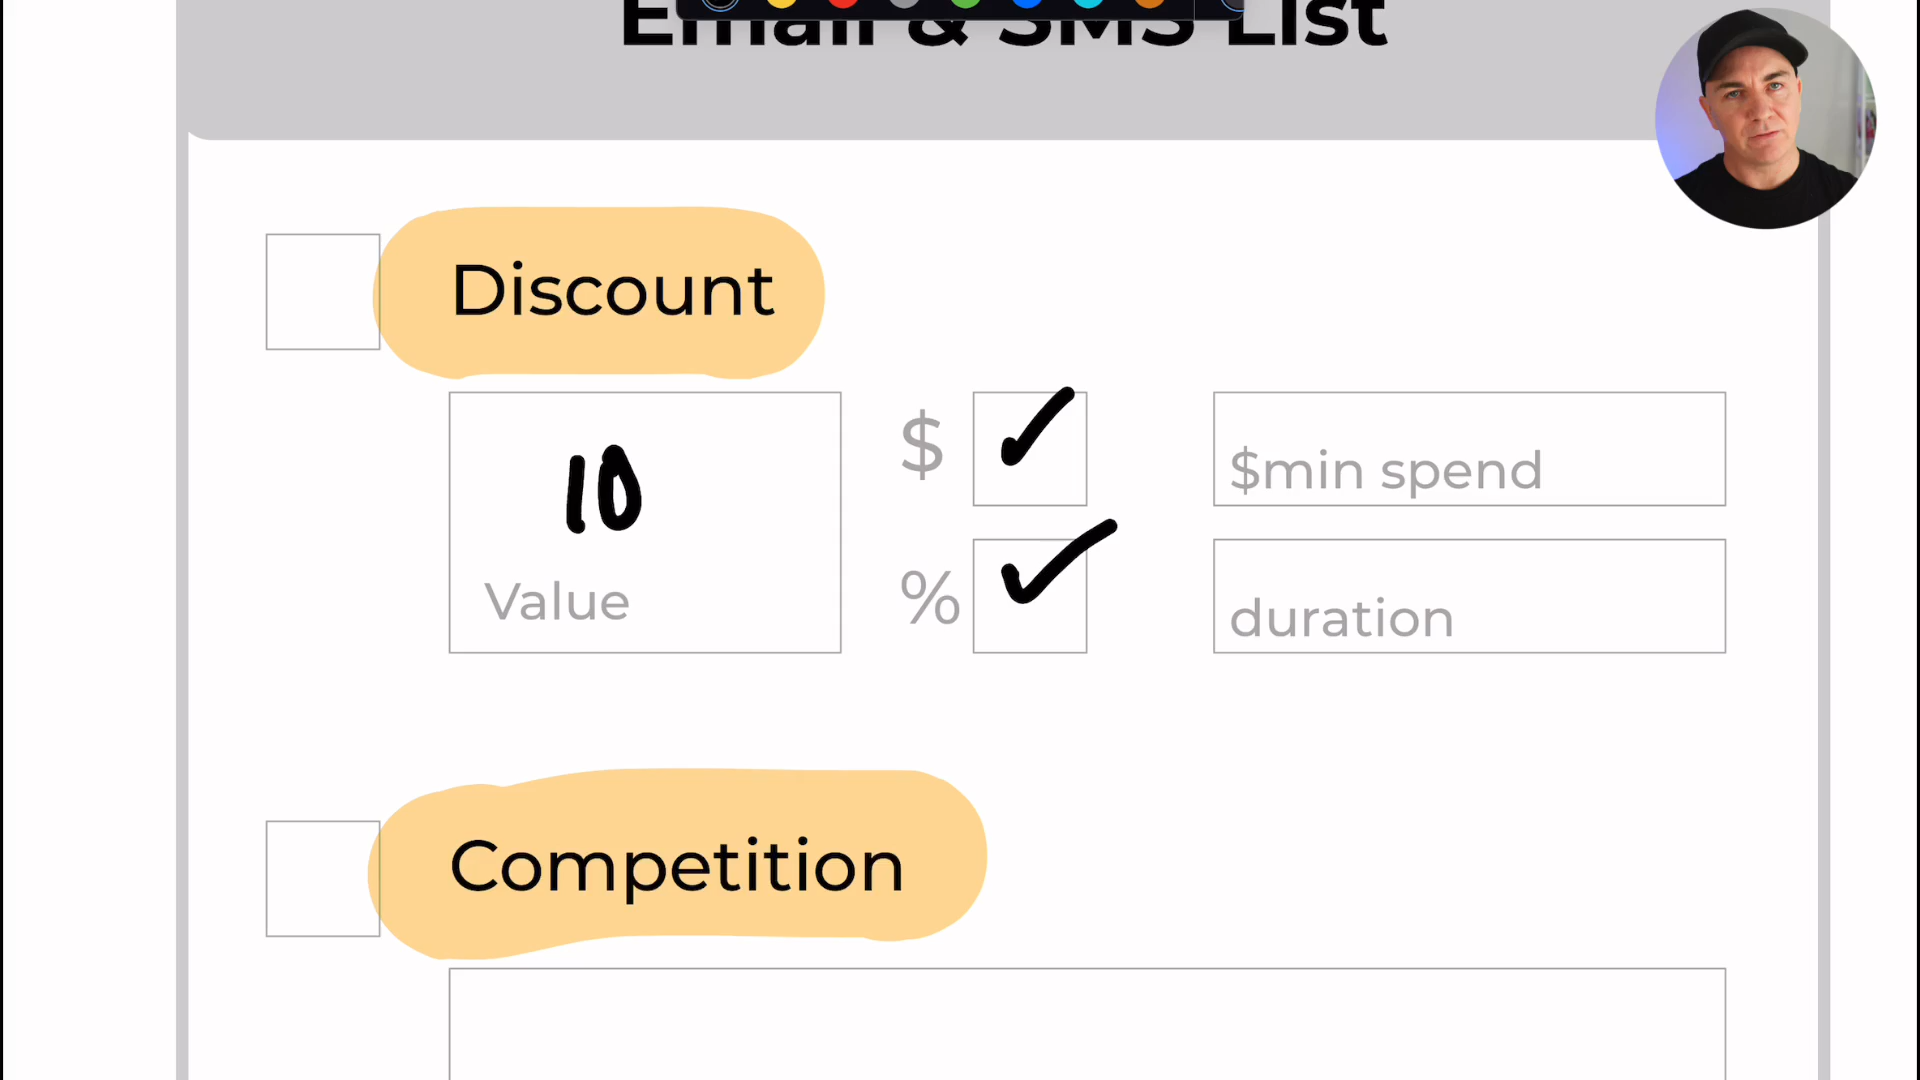 Email & SMS List
Discount
10
Value
$
%
$min spend
duration
Competition